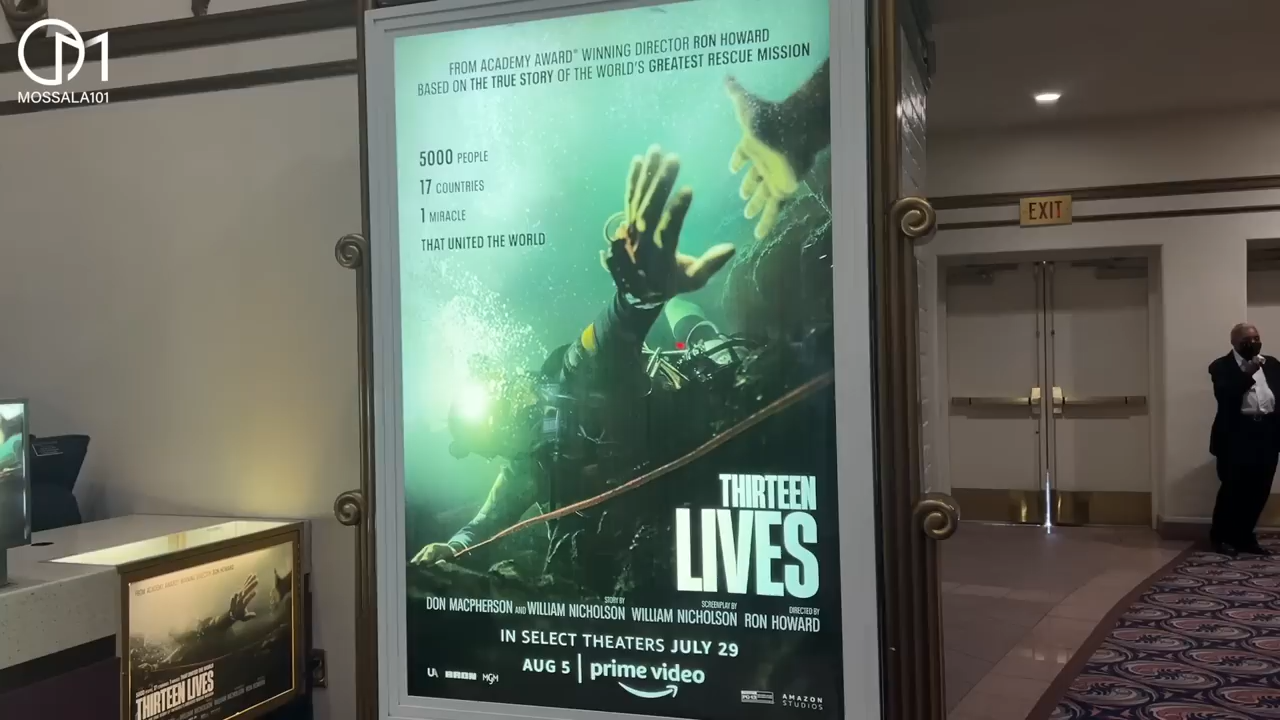 MOSSALA101
FROM ACADEMY AWARD® WINNING DIRECTOR RON HOWARD
BASED ON THE TRUE STORY OF THE WORLD'S GREATEST RESCUE MISSION
5000 PEOPLE
17 COUNTRIES
1 MIRACLE
THAT UNITED THE WORLD
EXIT
THIRTEEN
LIVES
STORY BY
DON MACPHERSON AND WILLIAM NICHOLSON
SCREENPLAY BY
WILLIAM NICHOLSON
DIRECTED BY
RON HOWARD
IN SELECT THEATERS JULY 29
AUG 5 | prime video
BRON MGM
PG-13
AMAZON
STUDIOS
THIRTEEN
LIVES